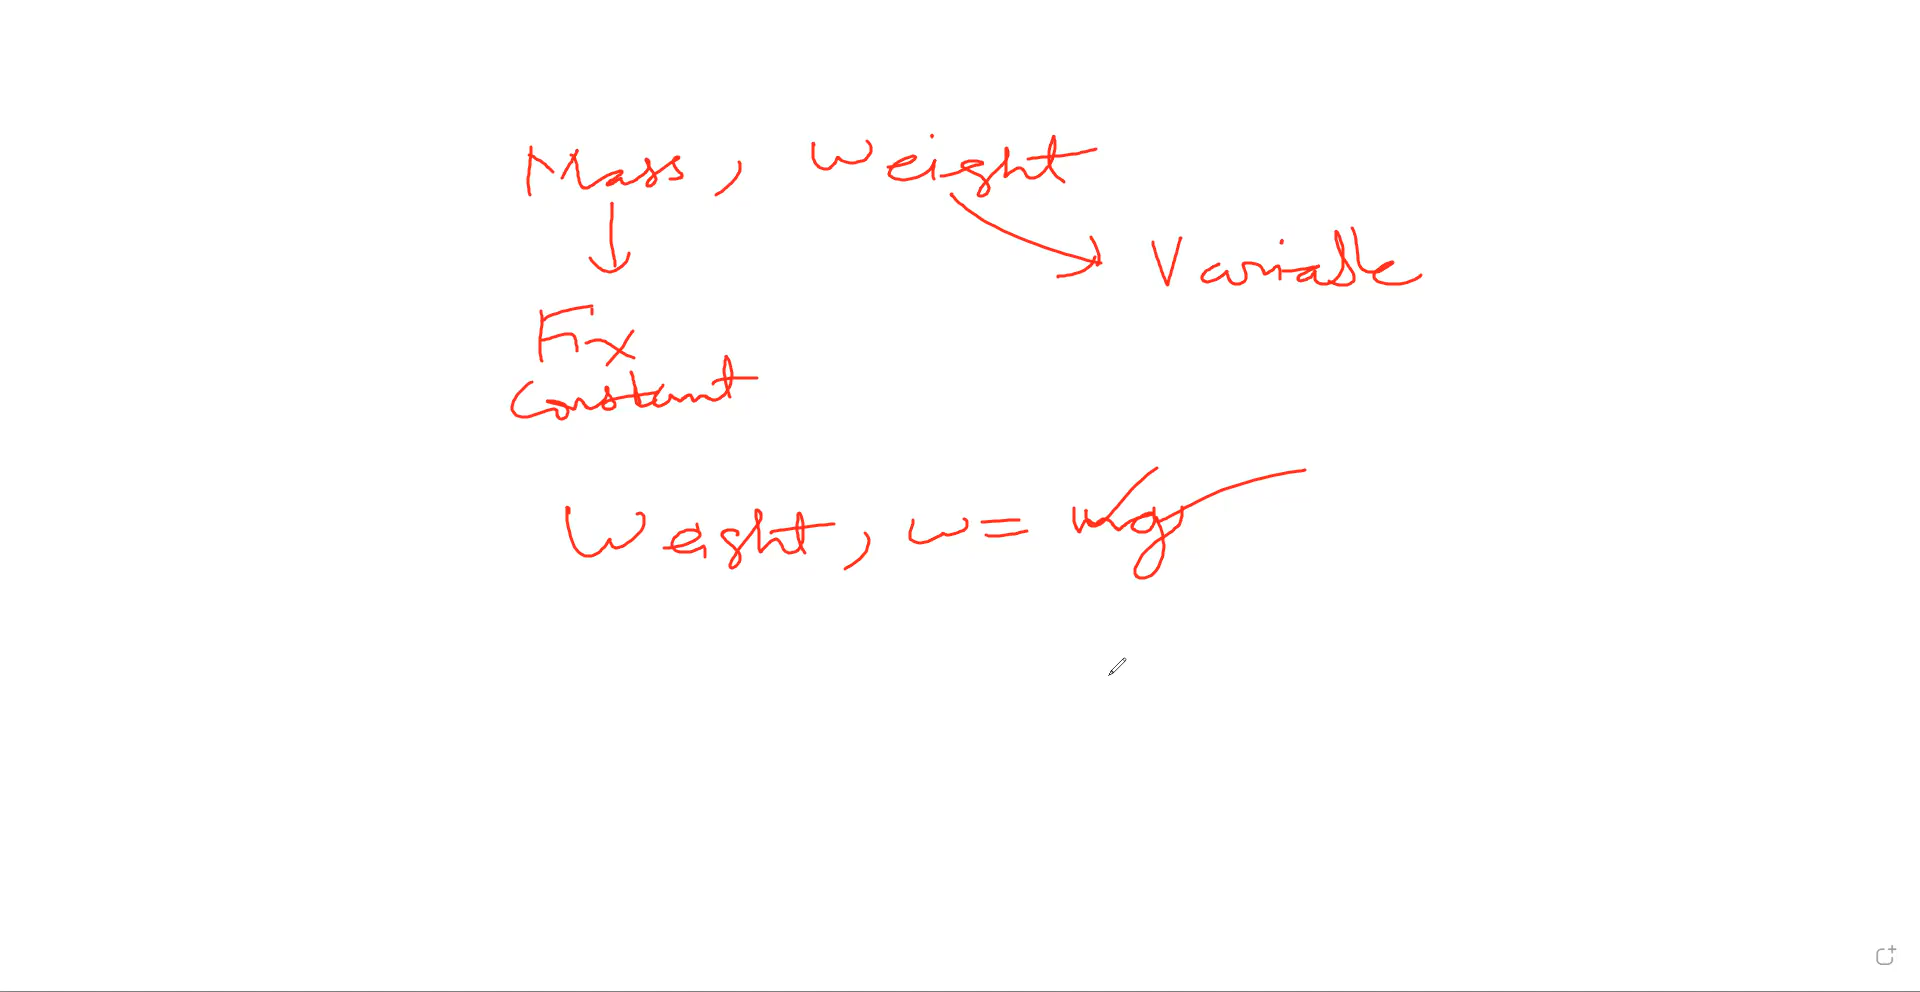 Mass, weight
Variable
Fix
Constant
Weight, w = mg